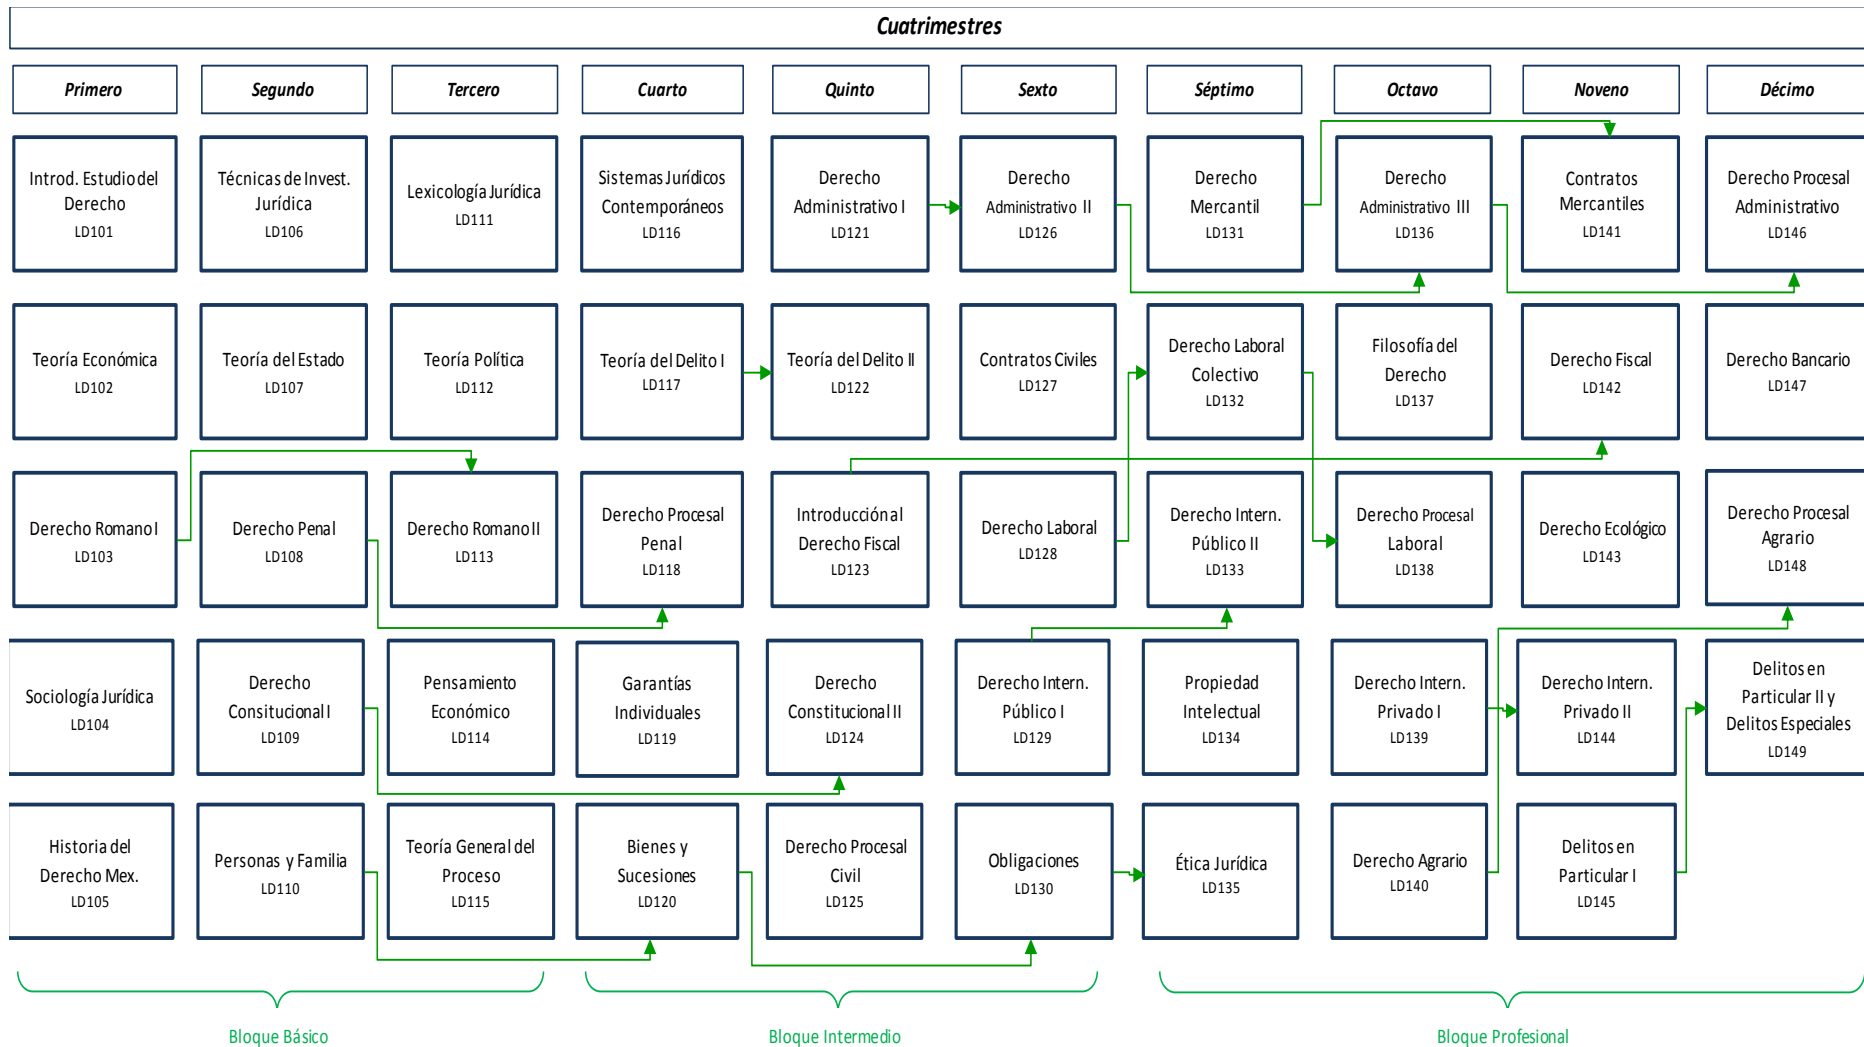 Cuatrimestres
Primero
Segundo
Tercero
Cuarto
Quinto
Sexto
Séptimo
Octavo
Noveno
Décimo
Introd. Estudio del
Derecho
LD101
Técnicas de Invest.
Jurídica
LD106
Lexicología Jurídica
LD111
Sistemas Jurídicos
Contemporáneos
LD116
Derecho
Administrativo I
LD121
Derecho
Administrativo II
LD126
Derecho
Mercantil
LD131
Derecho
Administrativo III
LD136
Contratos
Mercantiles
LD141
Derecho Procesal
Administrativo
LD146
Teoría Económica
LD102
Teoría del Estado
LD107
Teoría Política
LD112
Teoría del Delito I
LD117
Teoría del Delito II
LD122
Contratos Civiles
LD127
Derecho Laboral
Colectivo
LD132
Filosofía del
Derecho
LD137
Derecho Fiscal
LD142
Derecho Bancario
LD147
Derecho Romano I
LD103
Derecho Penal
LD108
Derecho Romano II
LD113
Derecho Procesal
Penal
LD118
Introducción al
Derecho Fiscal
LD123
Derecho Laboral
LD128
Derecho Intern.
Público II
LD133
Derecho Procesal
Laboral
LD138
Derecho Ecológico
LD143
Derecho Procesal
Agrario
LD148
Sociología Jurídica
LD104
Derecho
Consitucional I
LD109
Pensamiento
Económico
LD114
Garantías
Individuales
LD119
Derecho
Constitucional II
LD124
Derecho Intern.
Público I
LD129
Propiedad
Intelectual
LD134
Derecho Intern.
Privado I
LD139
Derecho Intern.
Privado II
LD144
Delitos en
Particular II y
Delitos Especiales
LD149
Historia del
Derecho Mex.
LD105
Personas y Familia
LD110
Teoría General del
Proceso
LD115
Bienes y
Sucesiones
LD120
Derecho Procesal
Civil
LD125
Obligaciones
LD130
Ética Jurídica
LD135
Derecho Agrario
LD140
Delitos en
Particular I
LD145
Bloque Básico
Bloque Intermedio
Bloque Profesional